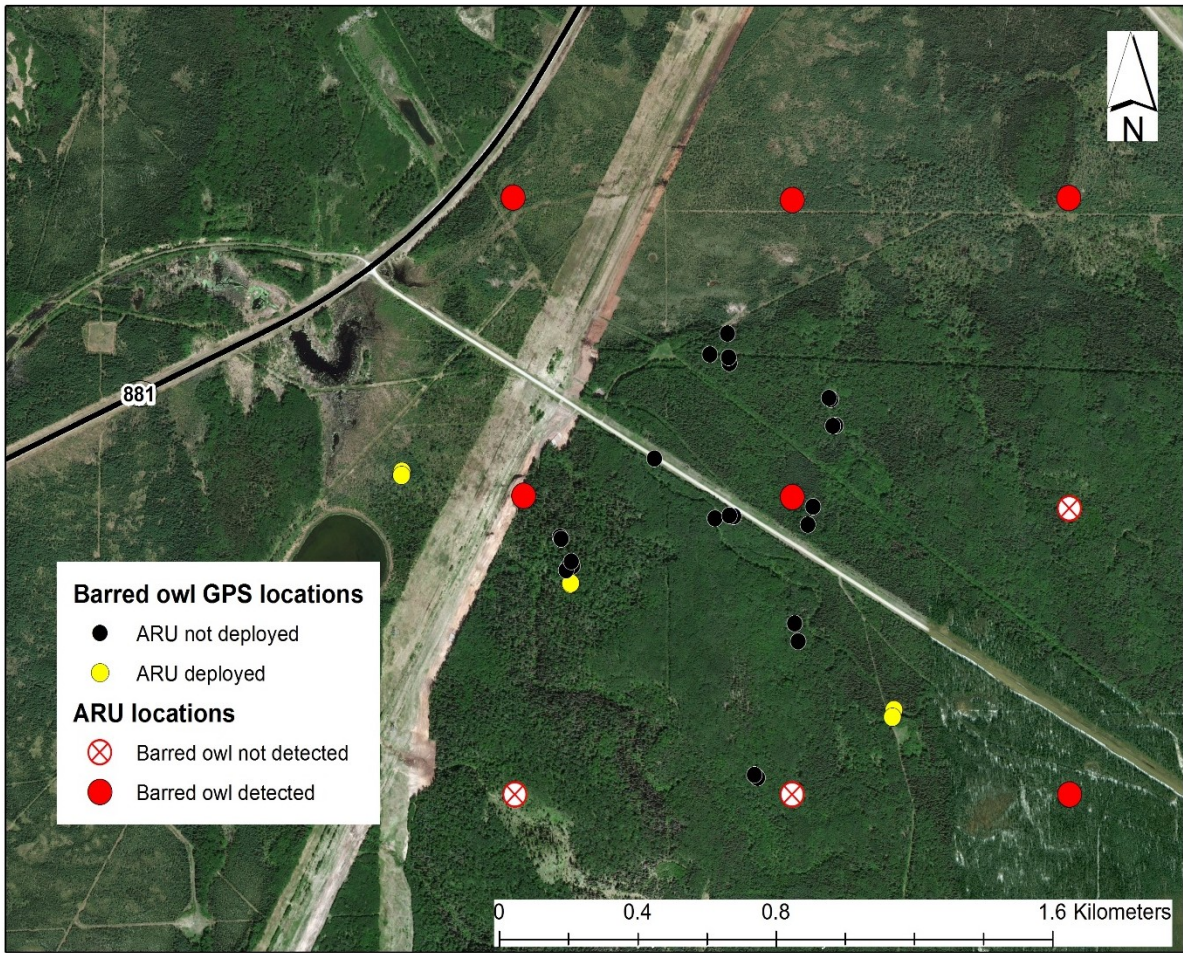 N
881
Barred owl GPS locations
ARU not deployed
ARU deployed
ARU locations
Barred owl not detected
Barred owl detected
0 0.4 0.8 1.6 Kilometers